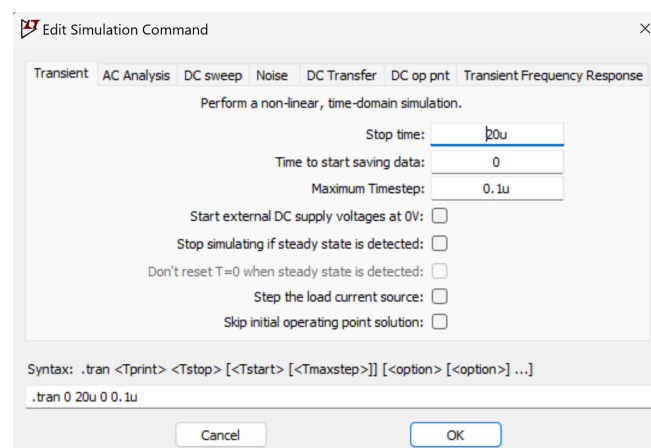 Edit Simulation Command
Transient AC Analysis DC sweep Noise DC Transfer DC op pnt Transient Frequency Response
Perform a non-linear, time-domain simulation.
Stop time: 20u
Time to start saving data: 0
Maximum Timestep: 0.1u
Start external DC supply voltages at 0V:
Stop simulating if steady state is detected:
Don't reset T=0 when steady state is detected:
Step the load current source:
Skip initial operating point solution:
Syntax: .tran <Tprint> <Tstop> [<Tstart> [<Tmaxstep>]] [<option> [<option>] ...]
.tran 0 20u 0 0.1u
Cancel OK